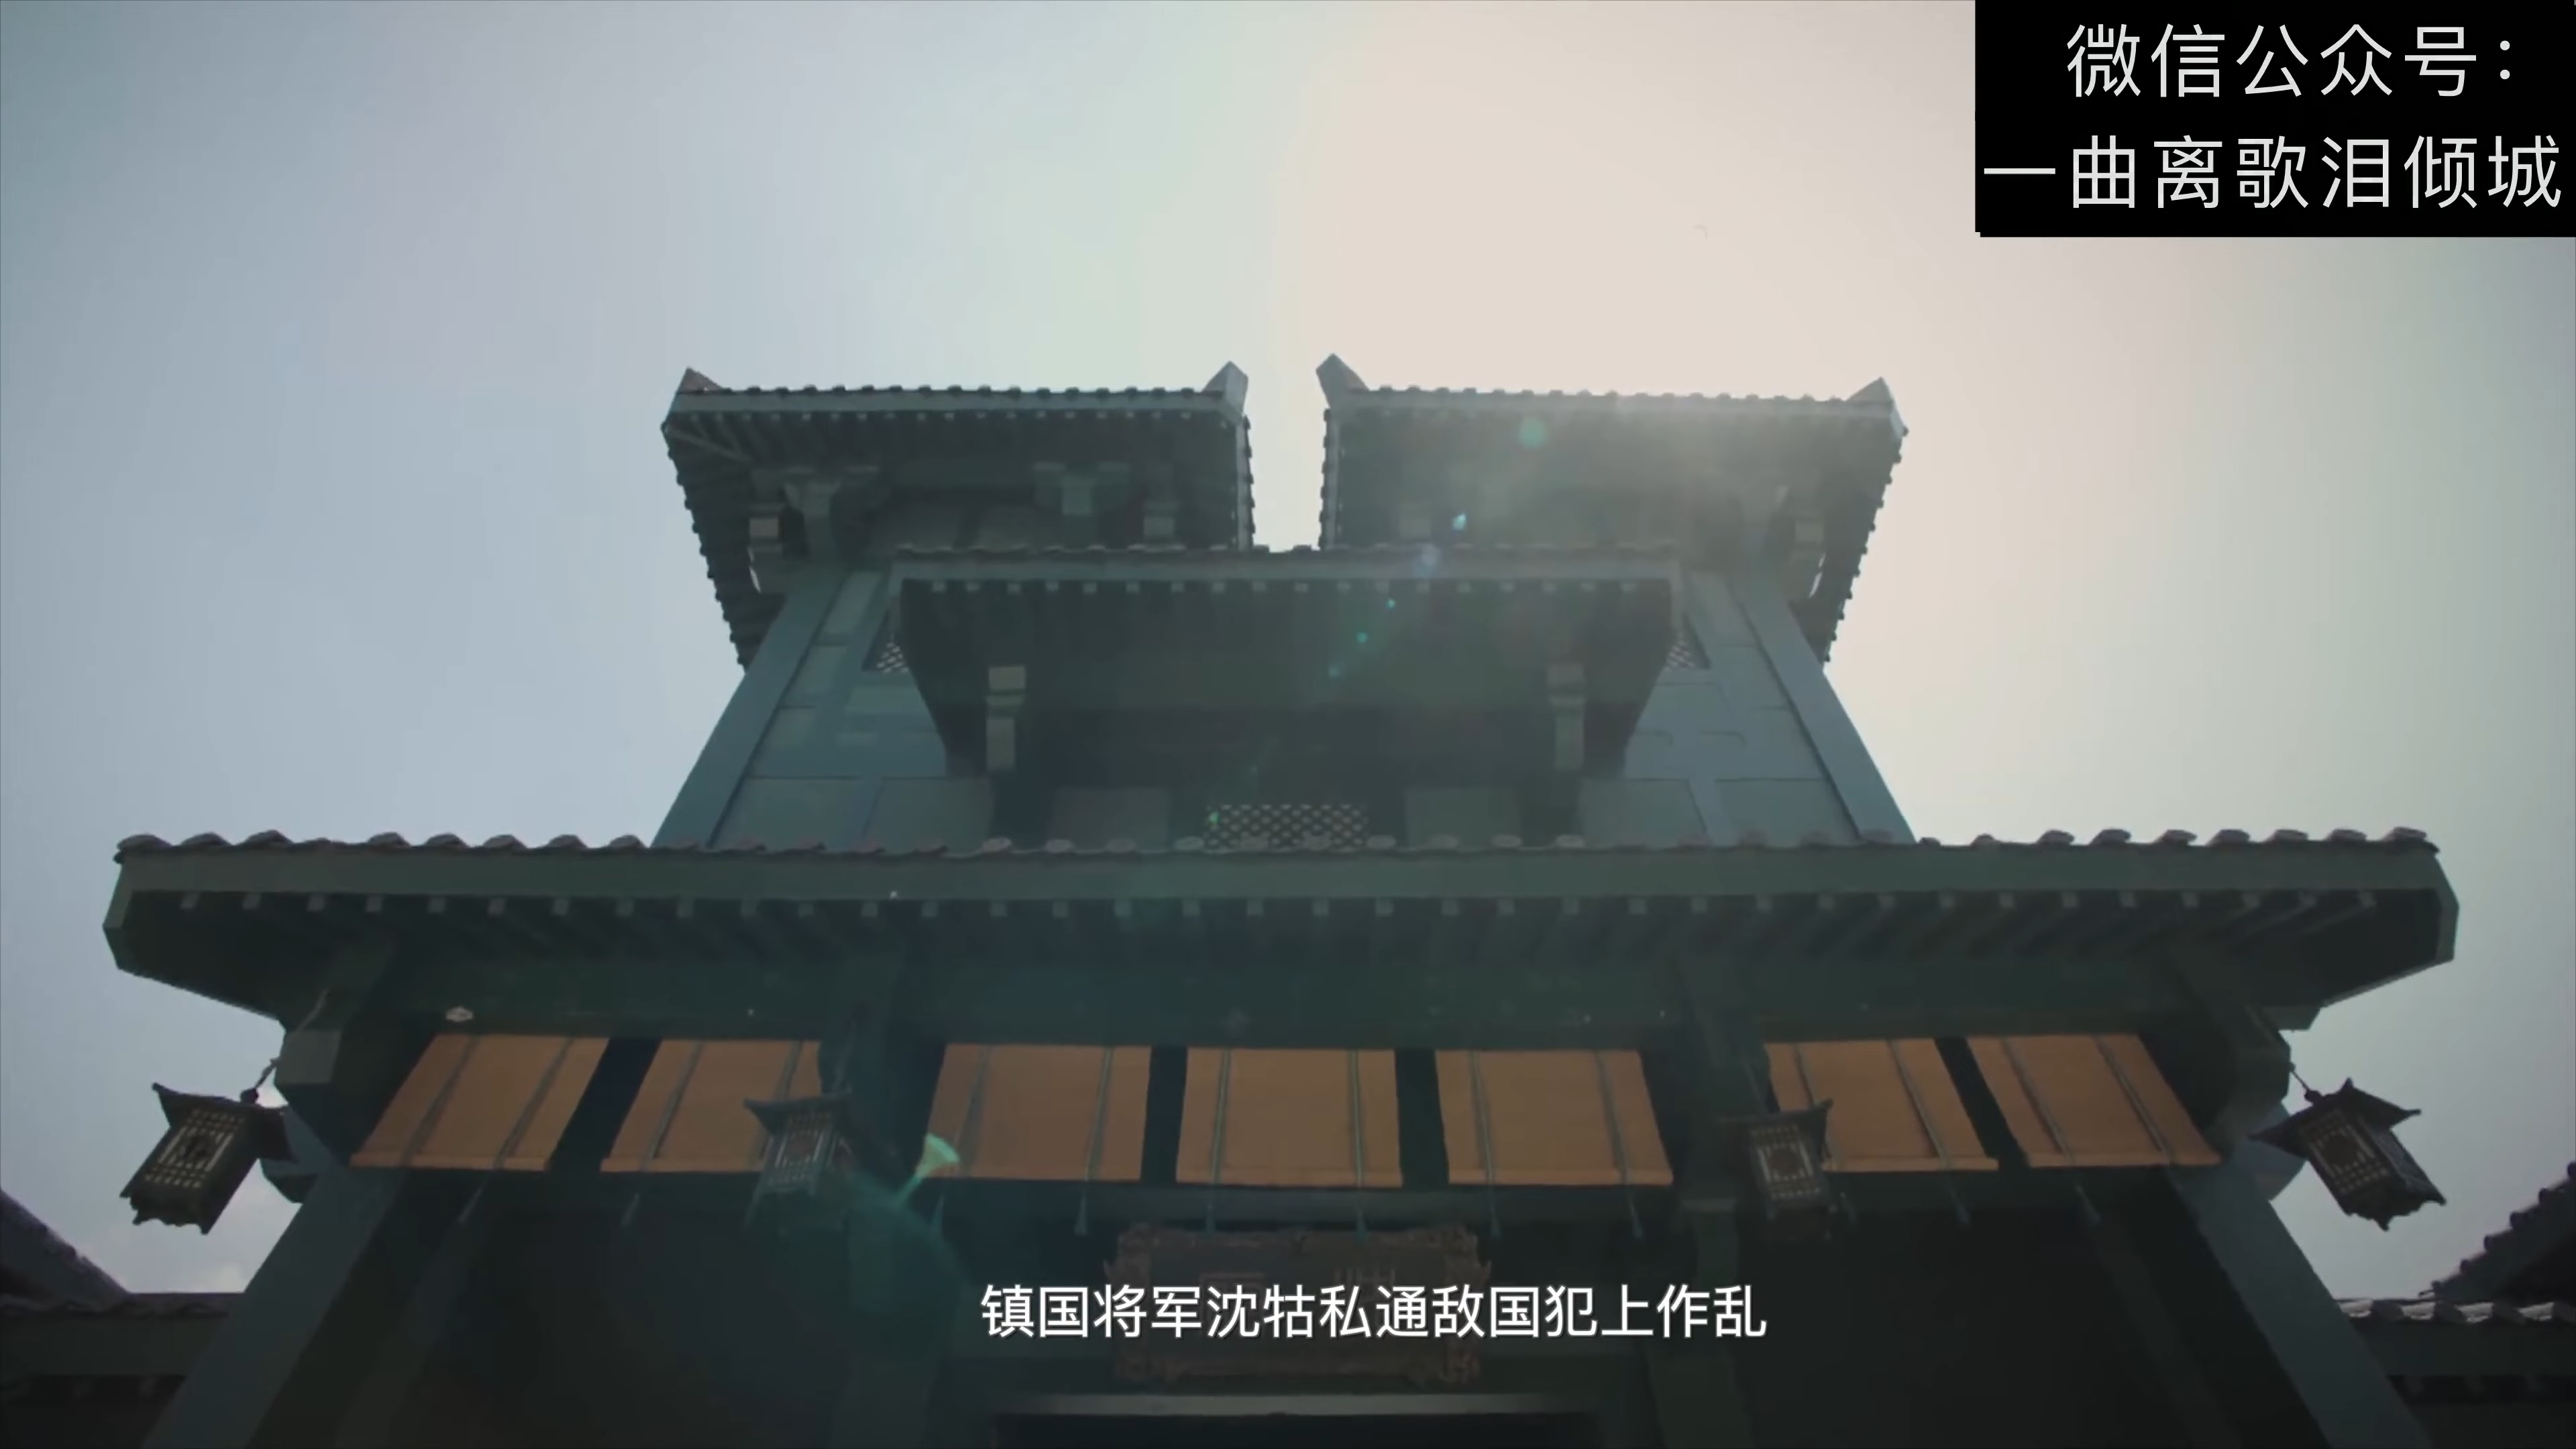 微信公众号：
一曲离歌泪倾城
镇国将军沈牯私通敌国犯上作乱